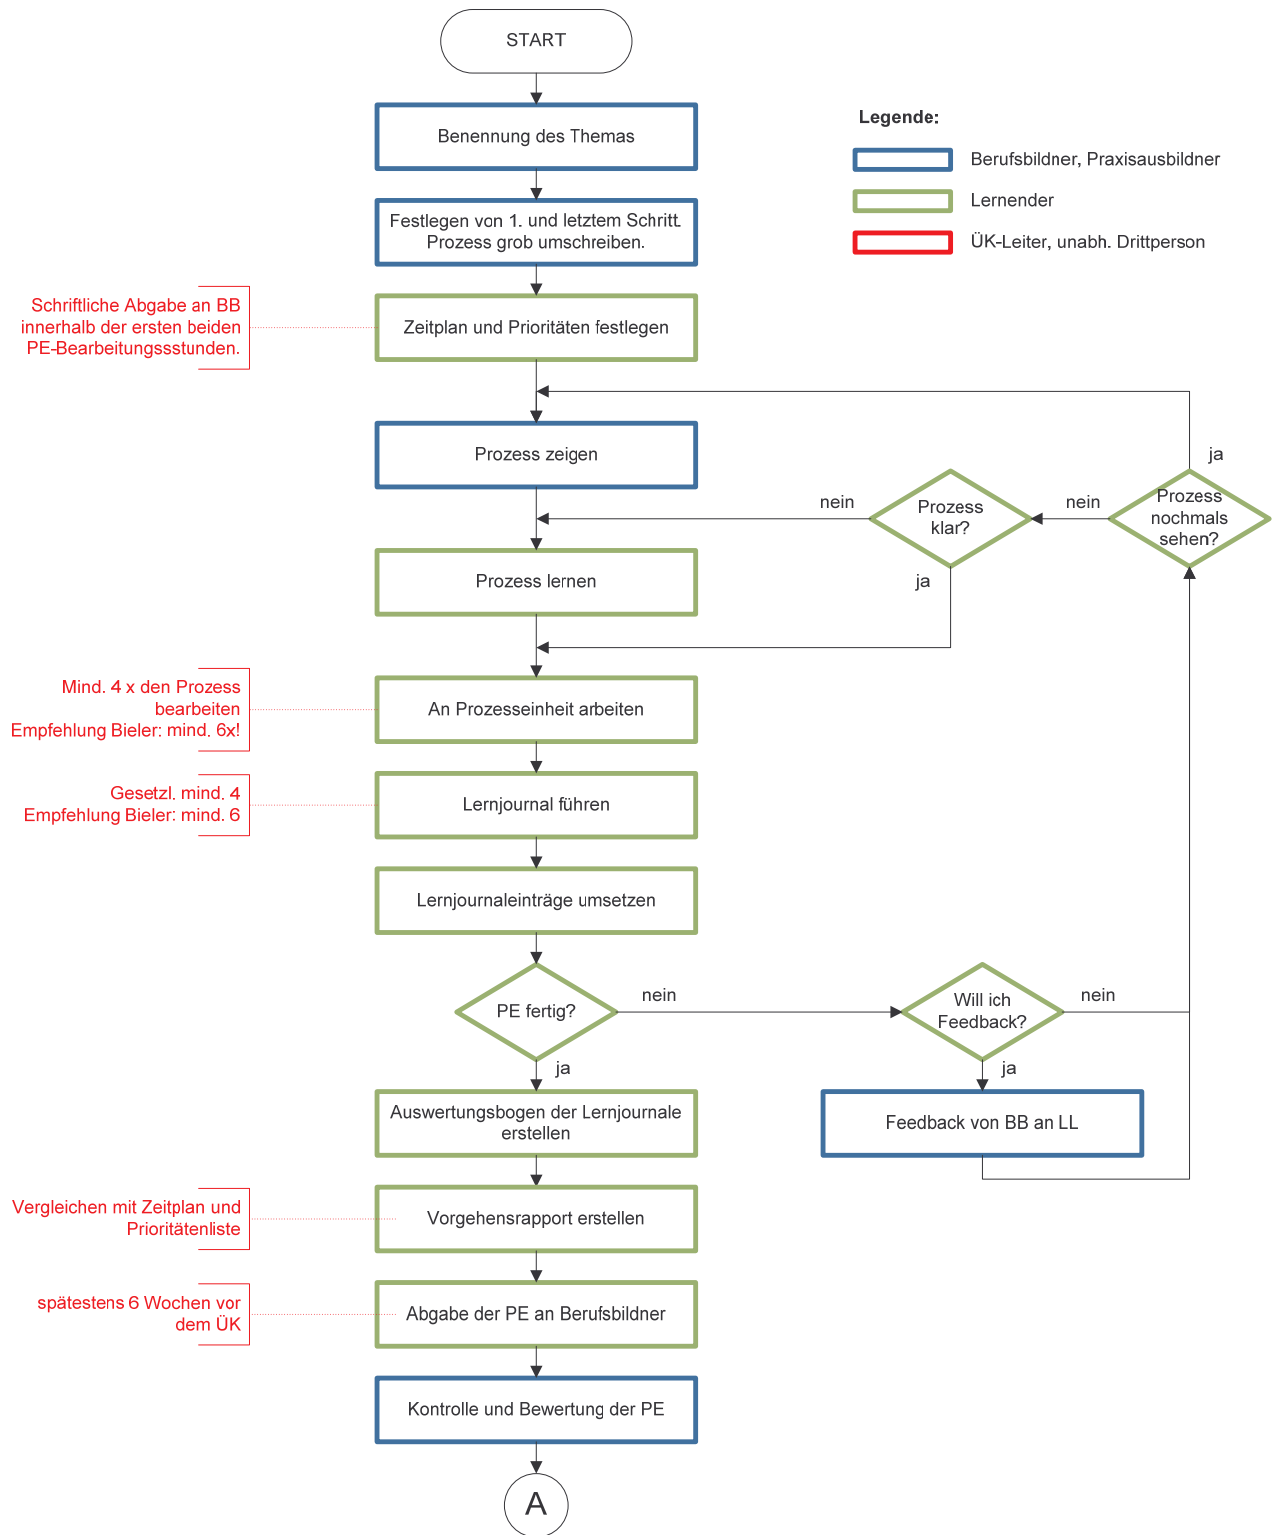 START
Benennung des Themas
Legende:
Berufsbildner, Praxisausbildner
Lernender
ÜK-Leiter, unabh. Drittperson
Festlegen von 1. und letztem Schritt.
Prozess grob umschreiben.
Schriftliche Abgabe an BB
innerhalb der ersten beiden
PE-Bearbeitungssstunden.
Zeitplan und Prioritäten festlegen
Prozess zeigen
ja
nein
Prozess
klar?
nein
Prozess
nochmals
sehen?
ja
Prozess lernen
Mind. 4 x den Prozess
bearbeiten
Empfehlung Bieler: mind. 6x!
An Prozesseinheit arbeiten
Gesetzl. mind. 4
Empfehlung Bieler: mind. 6
Lernjournal führen
Lernjournaleinträge umsetzen
PE fertig?
nein
Will ich
Feedback?
nein
ja
ja
Auswertungsbogen der Lernjournale
erstellen
Feedback von BB an LL
Vergleichen mit Zeitplan und
Prioritätenliste
Vorgehensrapport erstellen
spätestens 6 Wochen vor
dem ÜK
Abgabe der PE an Berufsbildner
Kontrolle und Bewertung der PE
A